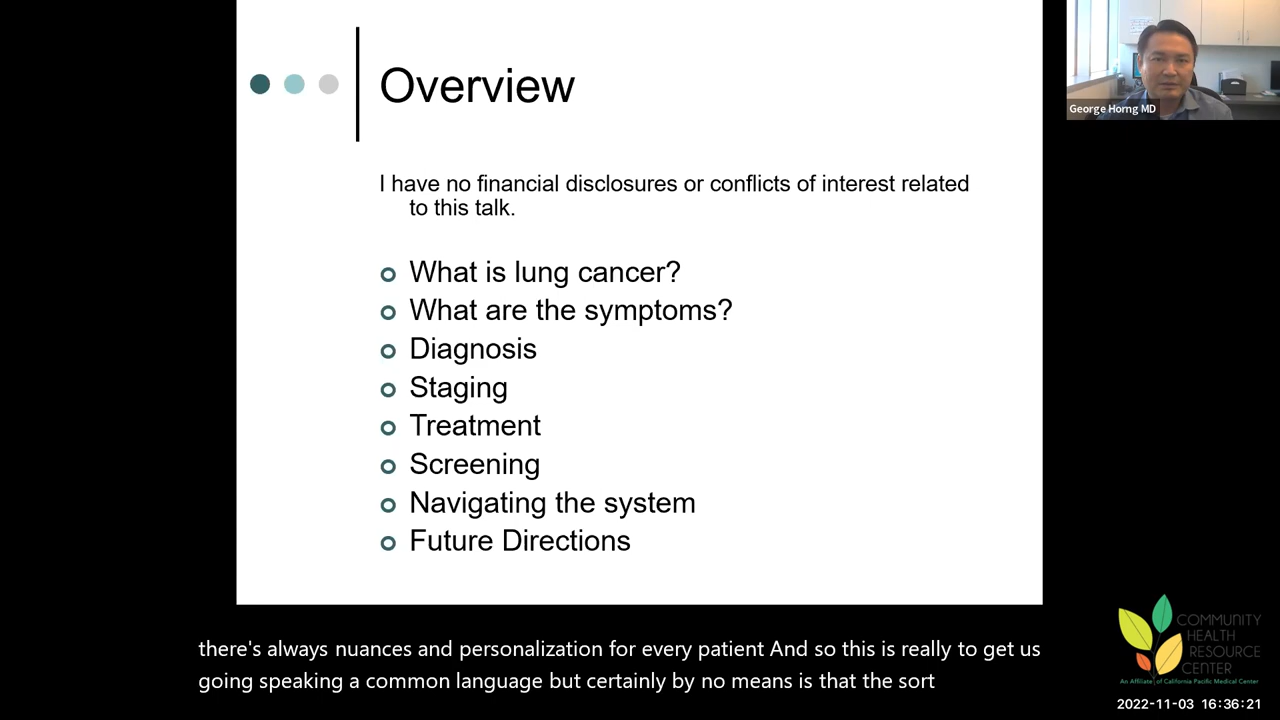 Overview
I have no financial disclosures or conflicts of interest related
to this talk.
What is lung cancer?
What are the symptoms?
Diagnosis
Staging
Treatment
Screening
Navigating the system
Future Directions
George Horng MD
there's always nuances and personalization for every patient And so this is really to get us
going speaking a common language but certainly by no means is that the sort
COMMUNITY
HEALTH
RESOURCE
CENTER
An Affiliate of California Pacific Medical Center
2022-11-03 16:36:21